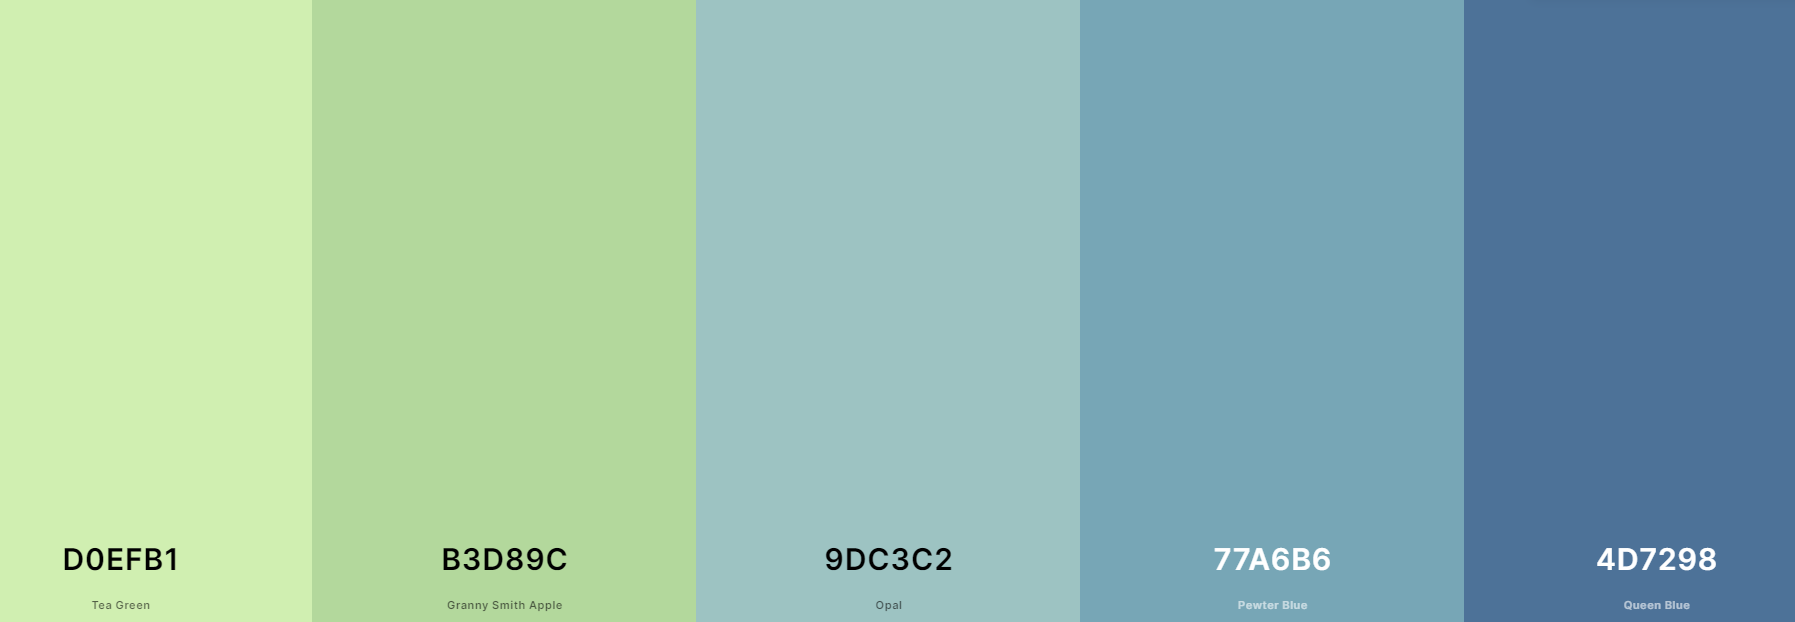 D0EFB1
Tea Green
B3D89C
Granny Smith Apple
9DC3C2
Opal
77A6B6
Pewter Blue
4D7298
Queen Blue